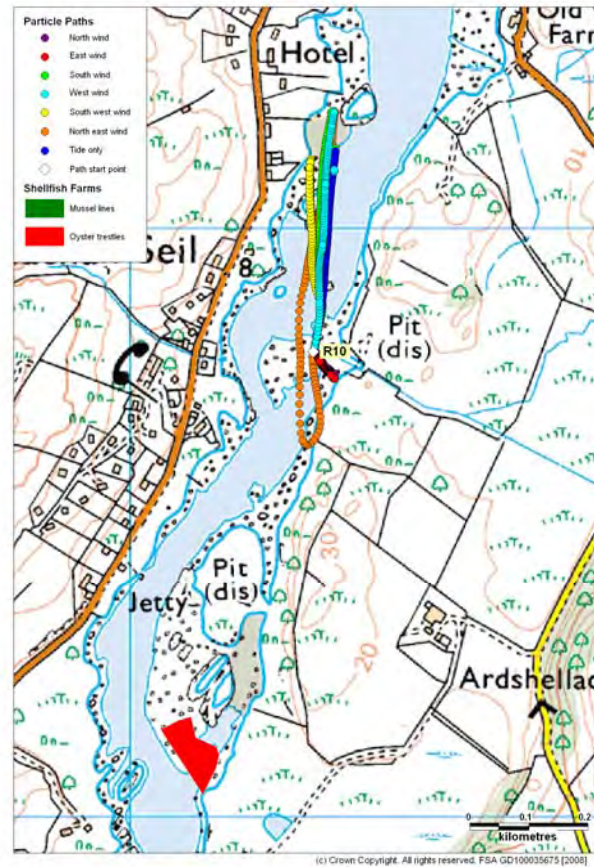 Particle Paths
North wind
East wind
South wind
West wind
South west wind
North east wind
Tide only
Path start point
Shellfish Farms
Mussel lines
Oyster trestles
Hotel
Old
Farm
10
Seil
8
Pit
(dis)
R10
30
20
Pit
(dis)
Jetty
Ardshellac
0
0.1
0.2
kilometres
(c) Crown Copyright. All rights reserved. FSA GD100035675 [2008]